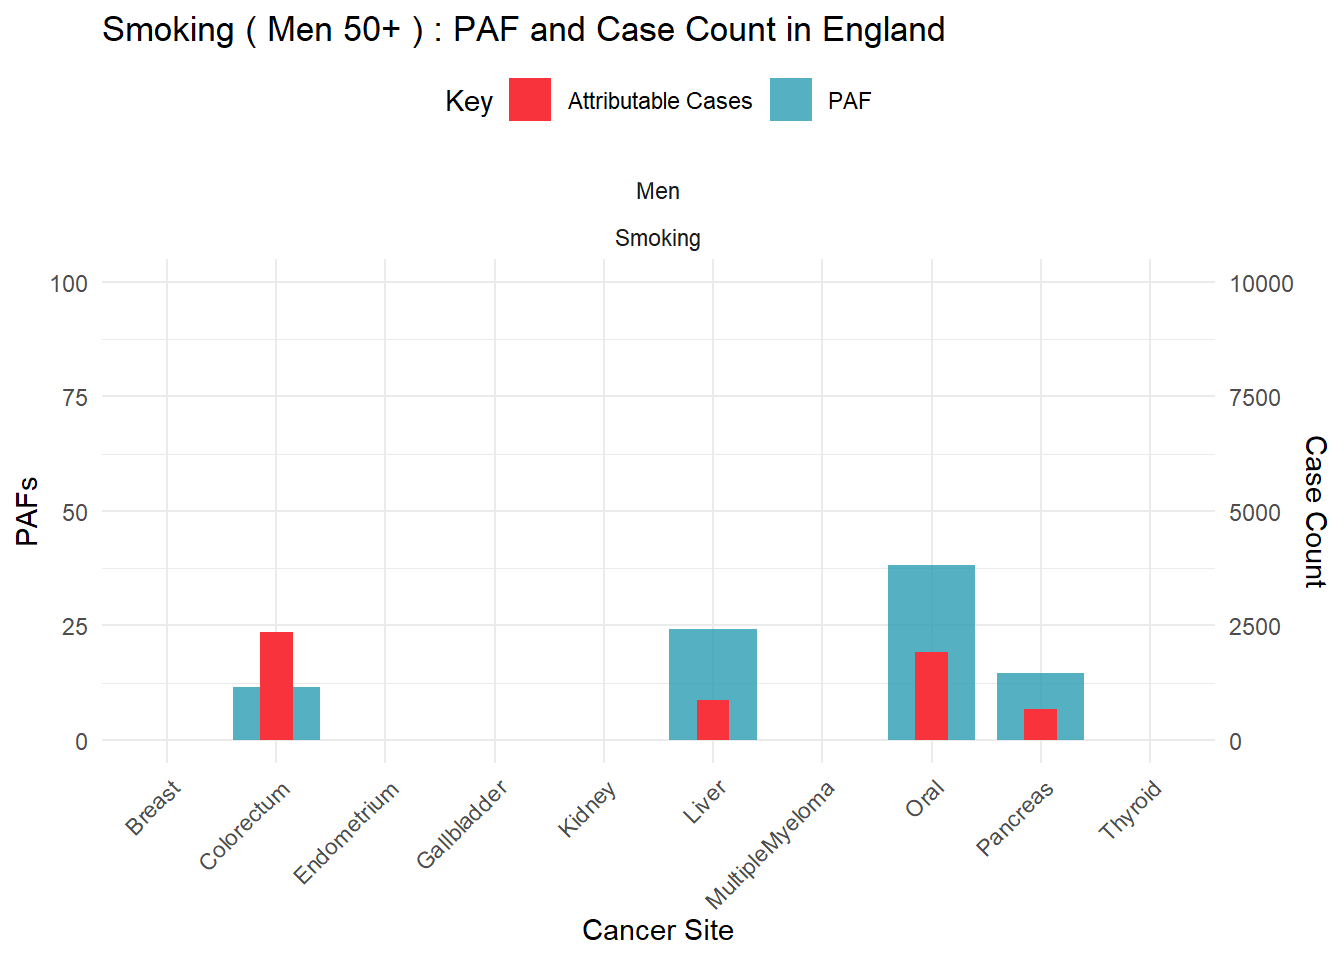 Smoking ( Men 50+ ) : PAF and Case Count in England
Key Attributable Cases PAF
Men
Smoking
100
75
50
25
0
PAFs
10000
7500
5000
2500
0
Case Count
Breast
Colorectum
Endometrium
Gallbladder
Kidney
Liver
MultipleMyeloma
Oral
Pancreas
Thyroid
Cancer Site